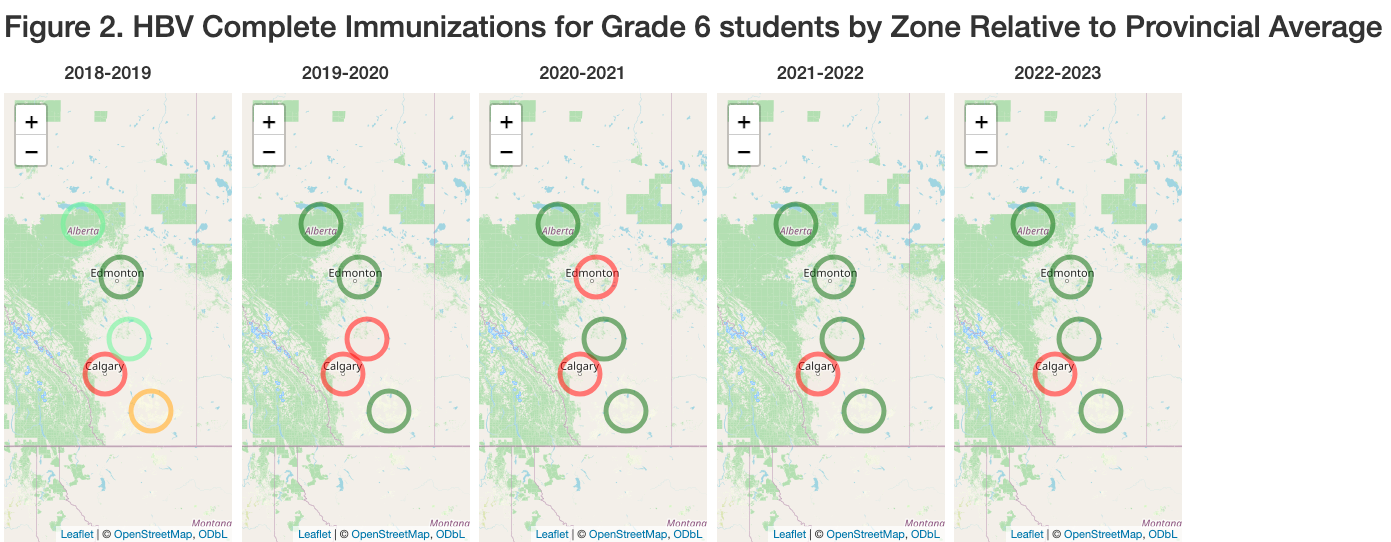 Figure 2. HBV Complete Immunizations for Grade 6 students by Zone Relative to Provincial Average
2018-2019
+
−
Alberta
Edmonton
Calgary
Montana
Leaflet | © OpenStreetMap, ODbL
2019-2020
+
−
Alberta
Edmonton
Calgary
Montana
Leaflet | © OpenStreetMap, ODbL
2020-2021
+
−
Alberta
Edmonton
Calgary
Montana
Leaflet | © OpenStreetMap, ODbL
2021-2022
+
−
Alberta
Edmonton
Calgary
Montana
Leaflet | © OpenStreetMap, ODbL
2022-2023
+
−
Alberta
Edmonton
Calgary
Montana
Leaflet | © OpenStreetMap, ODbL